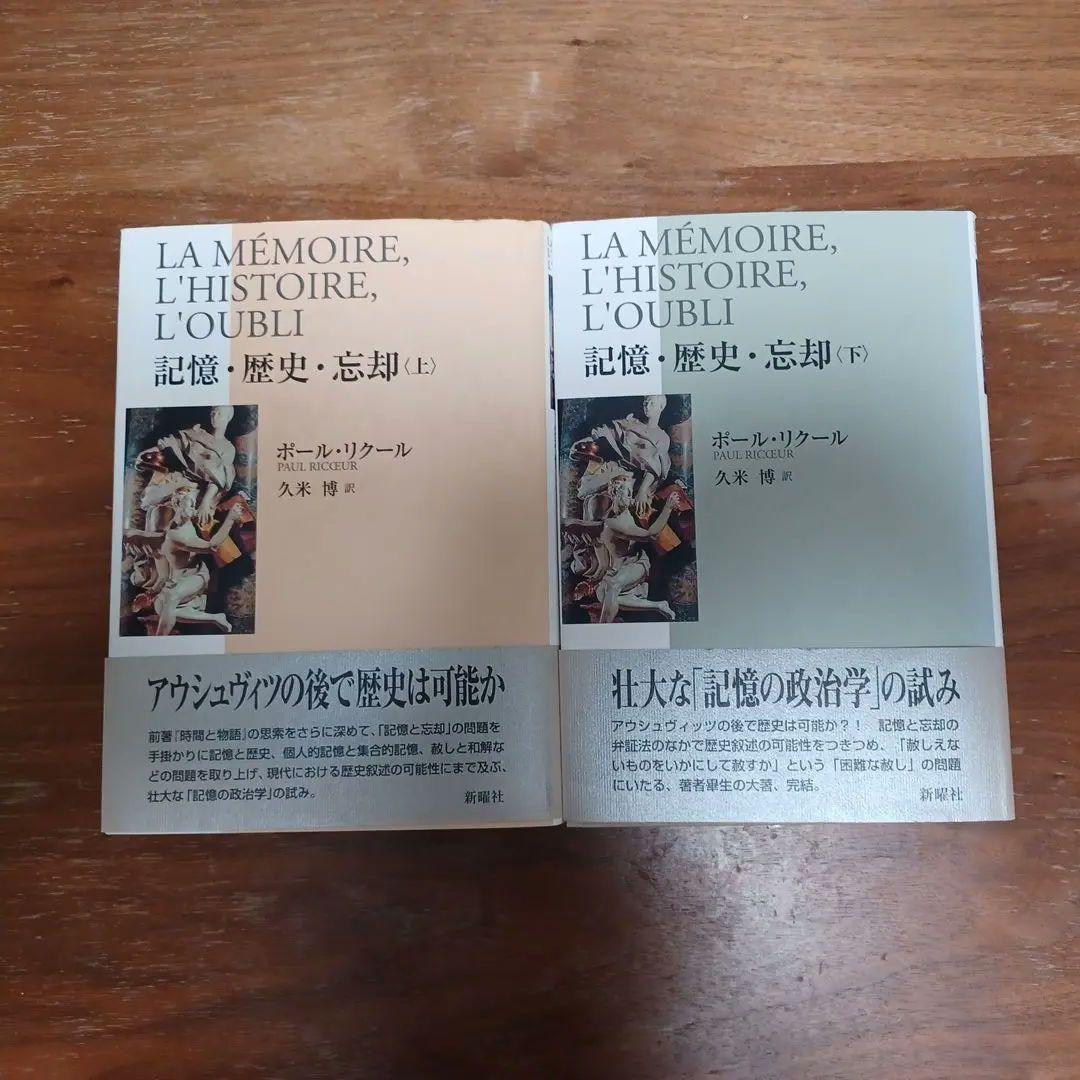 LA MÉMOIRE,
L'HISTOIRE,
L'OUBLI
記憶・歴史・忘却〈上〉
ポール・リクール
PAUL RICŒUR
久米 博 訳
アウシュヴィッツの後で歴史は可能か
前著『時間と物語』の思索をさらに深めて、「記憶と忘却」の問題を
手掛かりに記憶と歴史、個人的記憶と集合的記憶、赦しと和解な
どの問題を取り上げ、現代における歴史叙述の可能性にまで及ぶ、
壮大な「記憶の政治学」の試み。
新曜社
LA MÉMOIRE,
L'HISTOIRE,
L'OUBLI
記憶・歴史・忘却〈下〉
ポール・リクール
PAUL RICŒUR
久米 博 訳
壮大な「記憶の政治学」の試み
アウシュヴィッツの後で歴史は可能か?! 記憶と忘却の
弁証法のなかで歴史叙述の可能性をつきつめ、「赦しえな
いものをいかにして赦すか」という「困難な赦し」の問題
にいたる、著者畢生の大著、完結。
新曜社